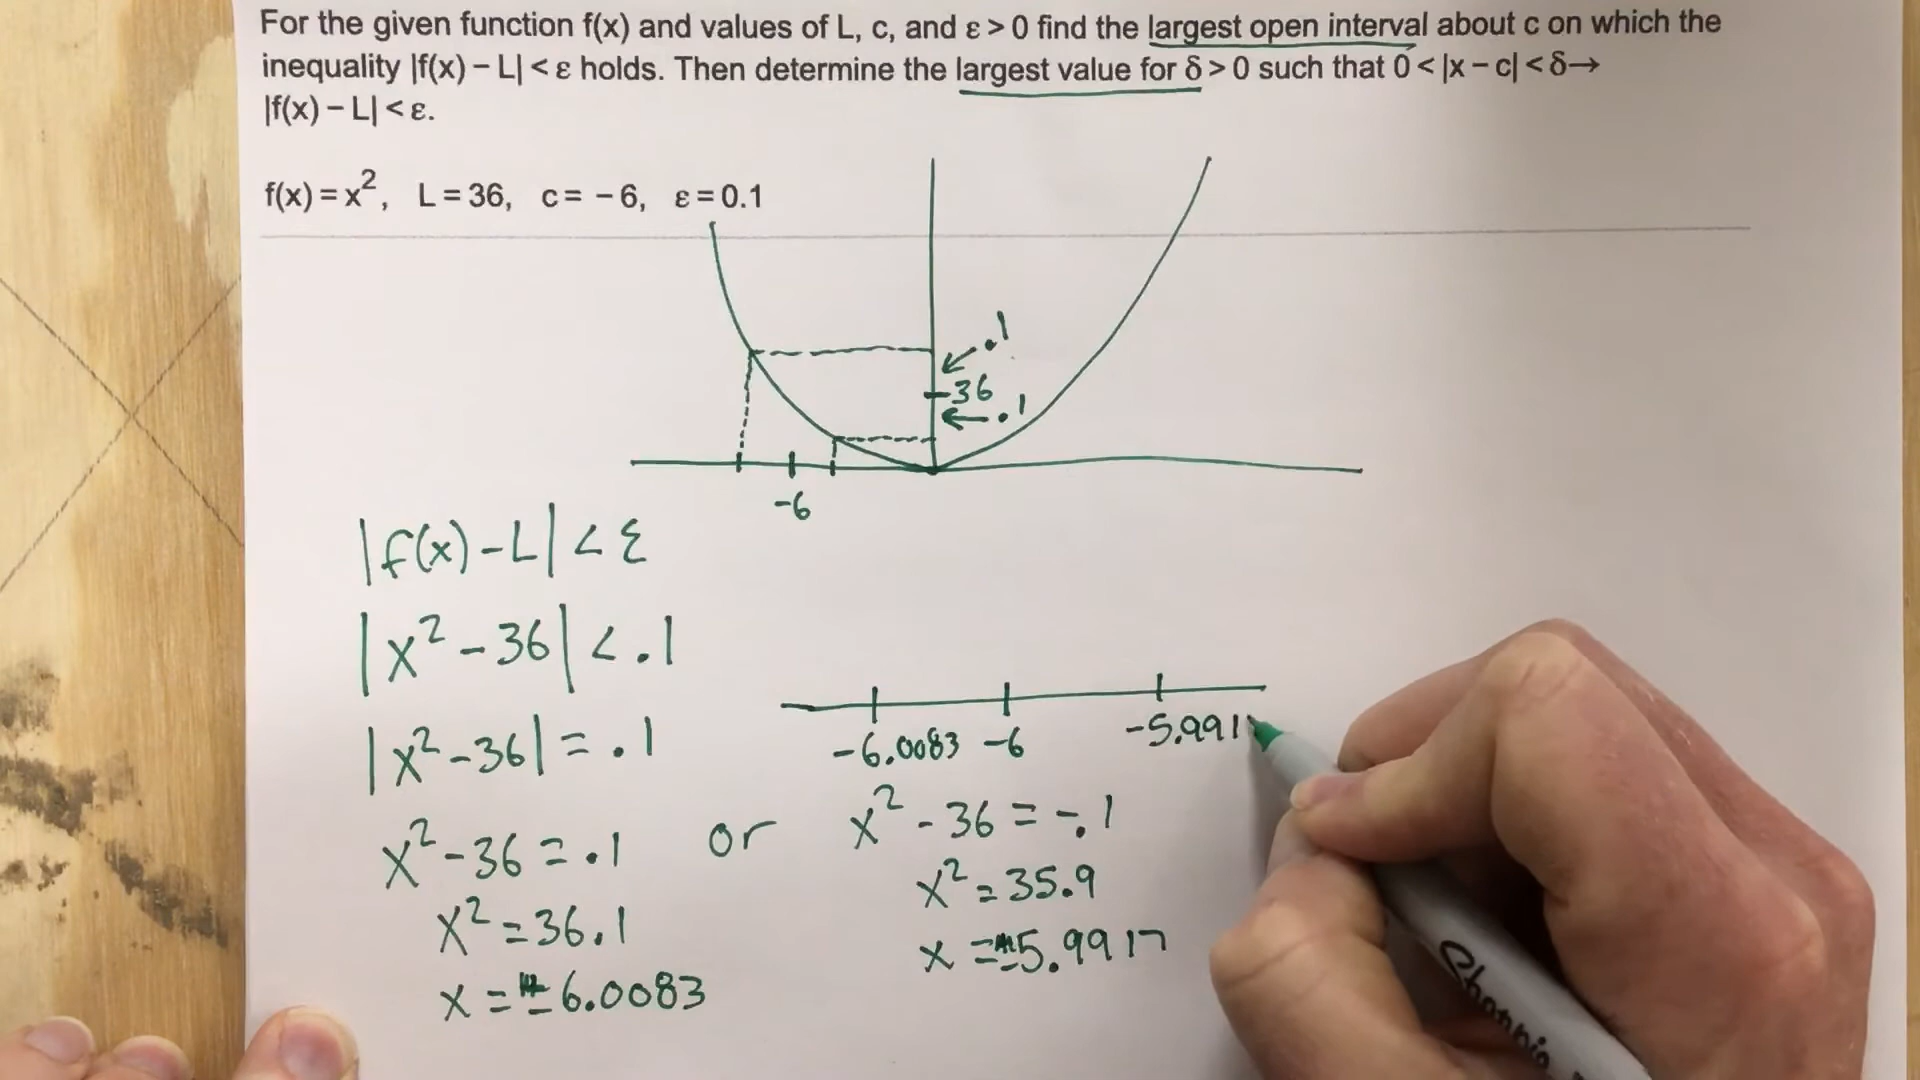 For the given function f(x) and values of L, c, and ε > 0 find the largest open interval about c on which the
inequality |f(x) − L| < ε holds. Then determine the largest value for δ > 0 such that 0 < |x − c| < δ→
|f(x) − L| < ε.
f(x) = x², L = 36, c = − 6, ε = 0.1
.1
36
.1
-6
|f(x) - L| < ε
|x² - 36| < .1
|x² - 36| = .1
-6.0083 -6 -5.991
x² - 36 = .1 or x² - 36 = -.1
x² = 36.1
x² = 35.9
x = - 6.0083
x = - 5.9917
Sharpie